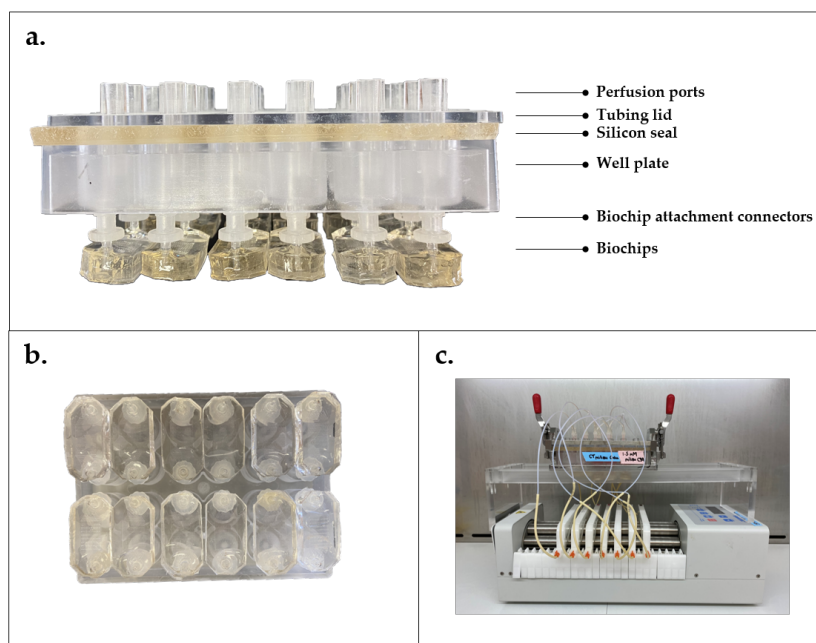 a.
Perfusion ports
Tubing lid
Silicon seal
Well plate
Biochip attachment connectors
Biochips
b.
c.